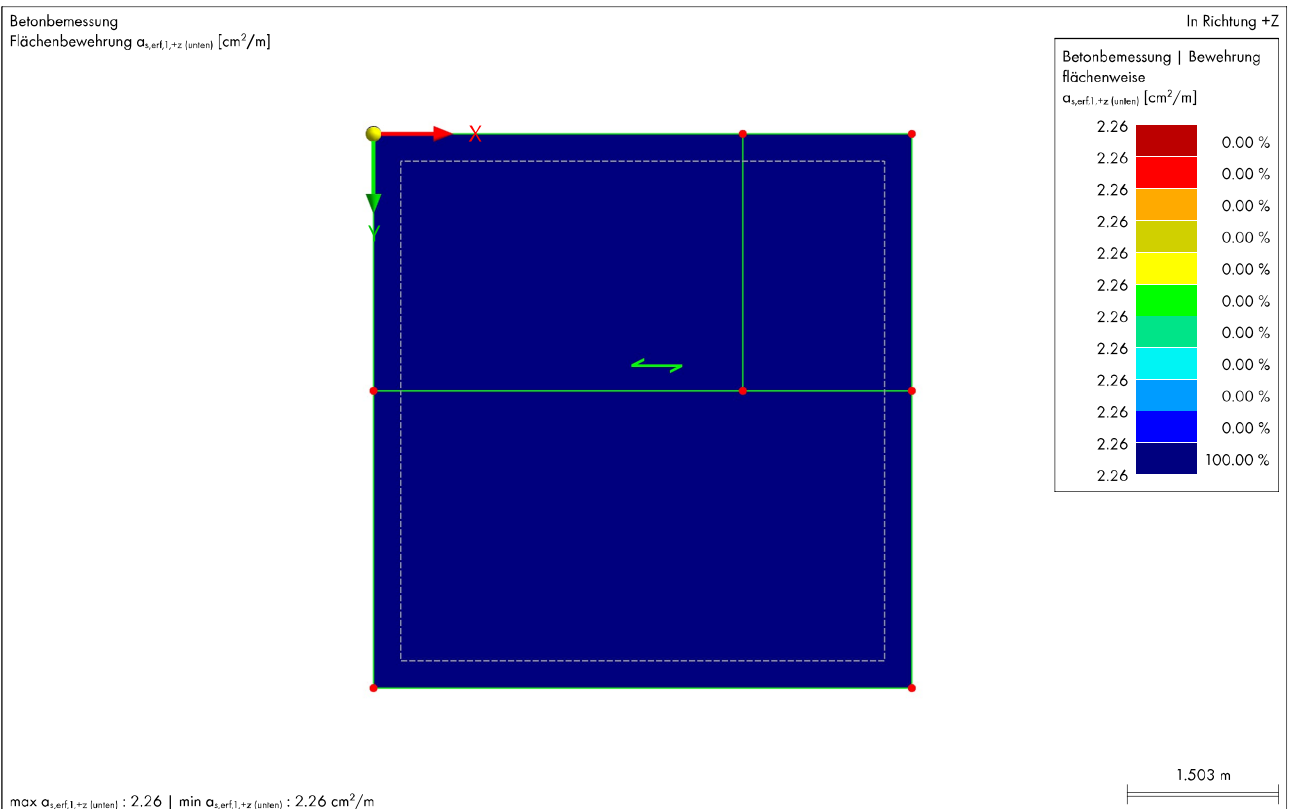 Betonbemessung
Flächenbewehrung as,erf,1,+z (unten) [cm²/m]
In Richtung +Z
Betonbemessung | Bewehrung
flächenweise
as,erf,1,+z (unten) [cm²/m]
2.26
0.00 %
2.26
0.00 %
2.26
0.00 %
2.26
0.00 %
2.26
0.00 %
2.26
0.00 %
2.26
0.00 %
2.26
0.00 %
2.26
0.00 %
2.26
0.00 %
2.26
100.00 %
2.26
X
Y
1.503 m
max as,erf,1,+z (unten) : 2.26 | min as,erf,1,+z (unten) : 2.26 cm²/m